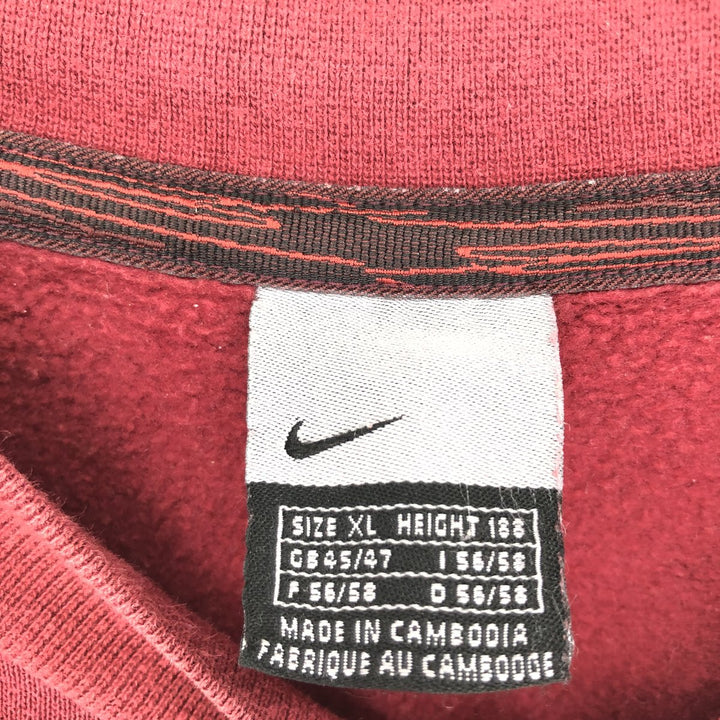 SIZE XL HEIGHT 188
GB 45/47 I 56/58
F 56/58 D 56/58
MADE IN CAMBODIA
FABRIQUE AU CAMBODGE